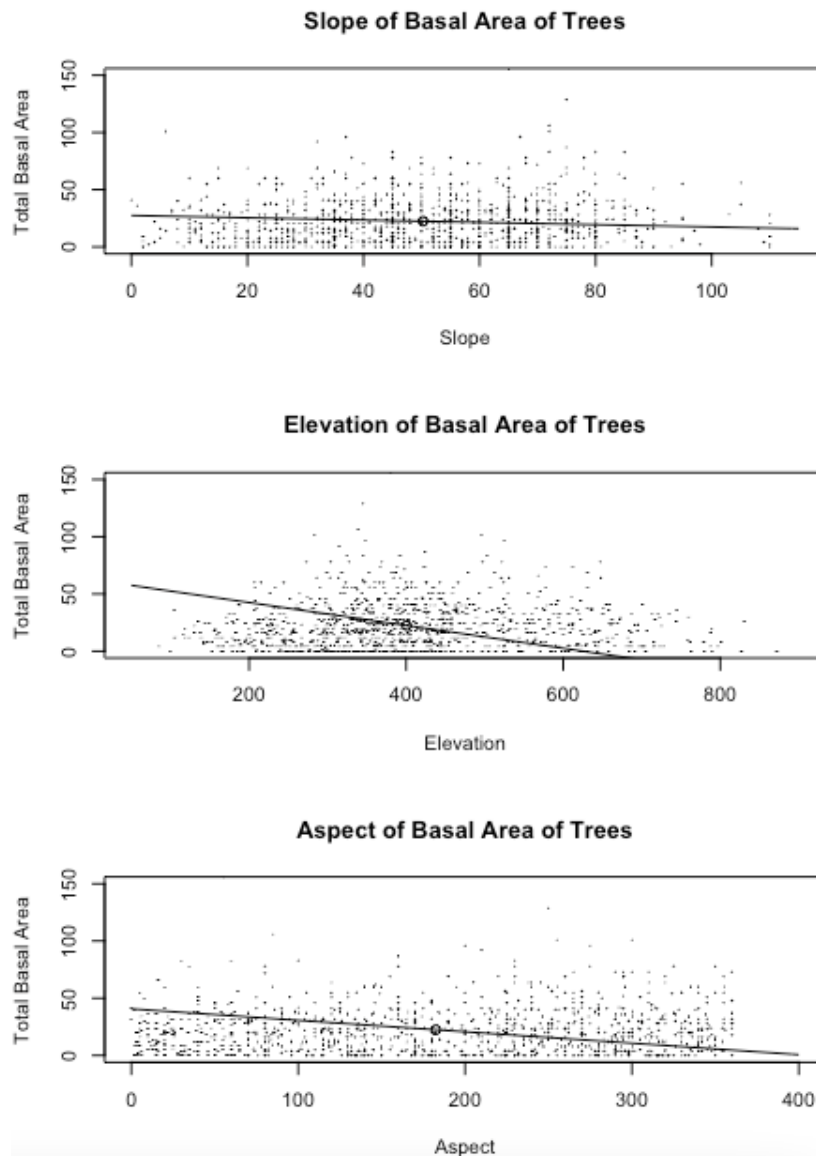 Slope of Basal Area of Trees
Total Basal Area
150
100
50
0
0 20 40 60 80 100
Slope
Elevation of Basal Area of Trees
Total Basal Area
150
100
50
0
200 400 600 800
Elevation
Aspect of Basal Area of Trees
Total Basal Area
150
100
50
0
0 100 200 300 400
Aspect